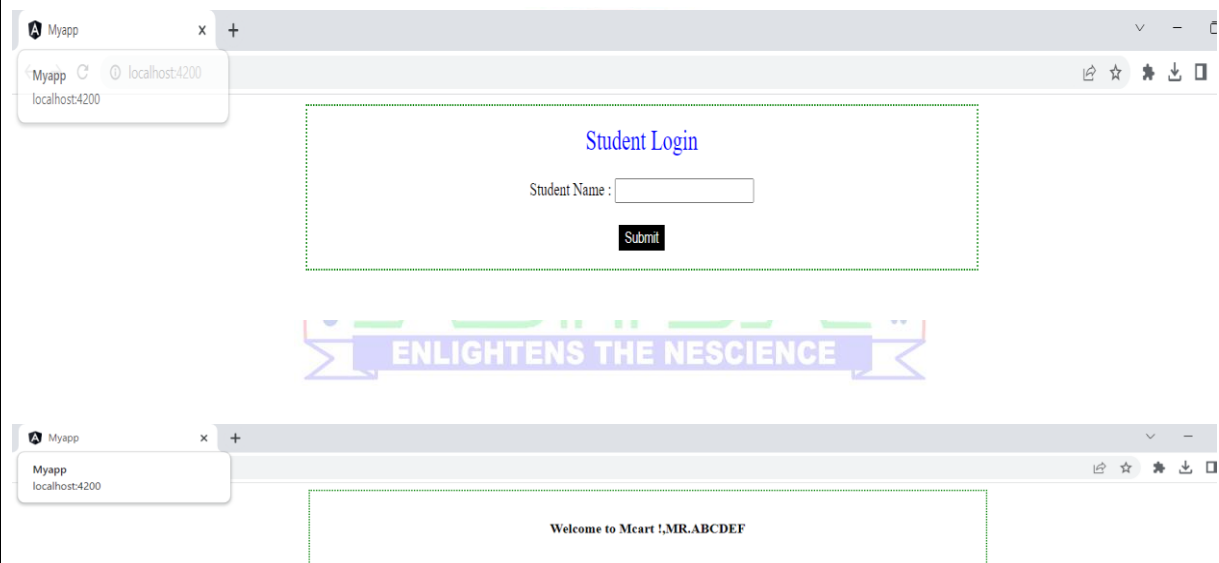 Myapp
Myapp
localhost:4200
localhost:4200
Student Login
Student Name :
Submit
ENLIGHTENS THE NESCIENCE
Myapp
Myapp
localhost:4200
Welcome to Mcart !,MR.ABCDEF